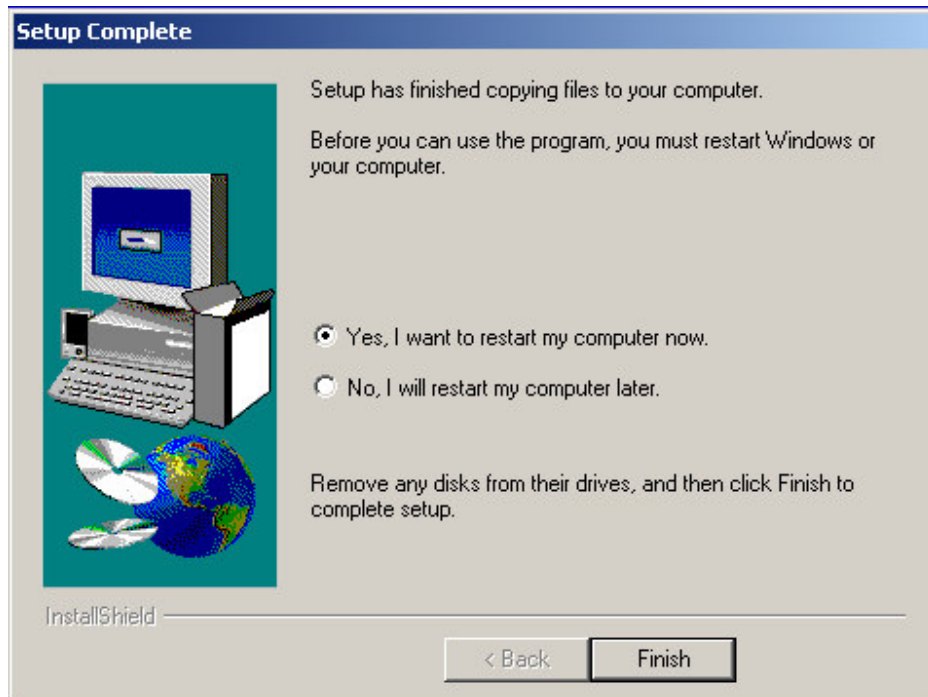 Setup Complete
Setup has finished copying files to your computer.
Before you can use the program, you must restart Windows or
your computer.
Yes, I want to restart my computer now.
No, I will restart my computer later.
Remove any disks from their drives, and then click Finish to
complete setup.
InstallShield
< Back
Finish